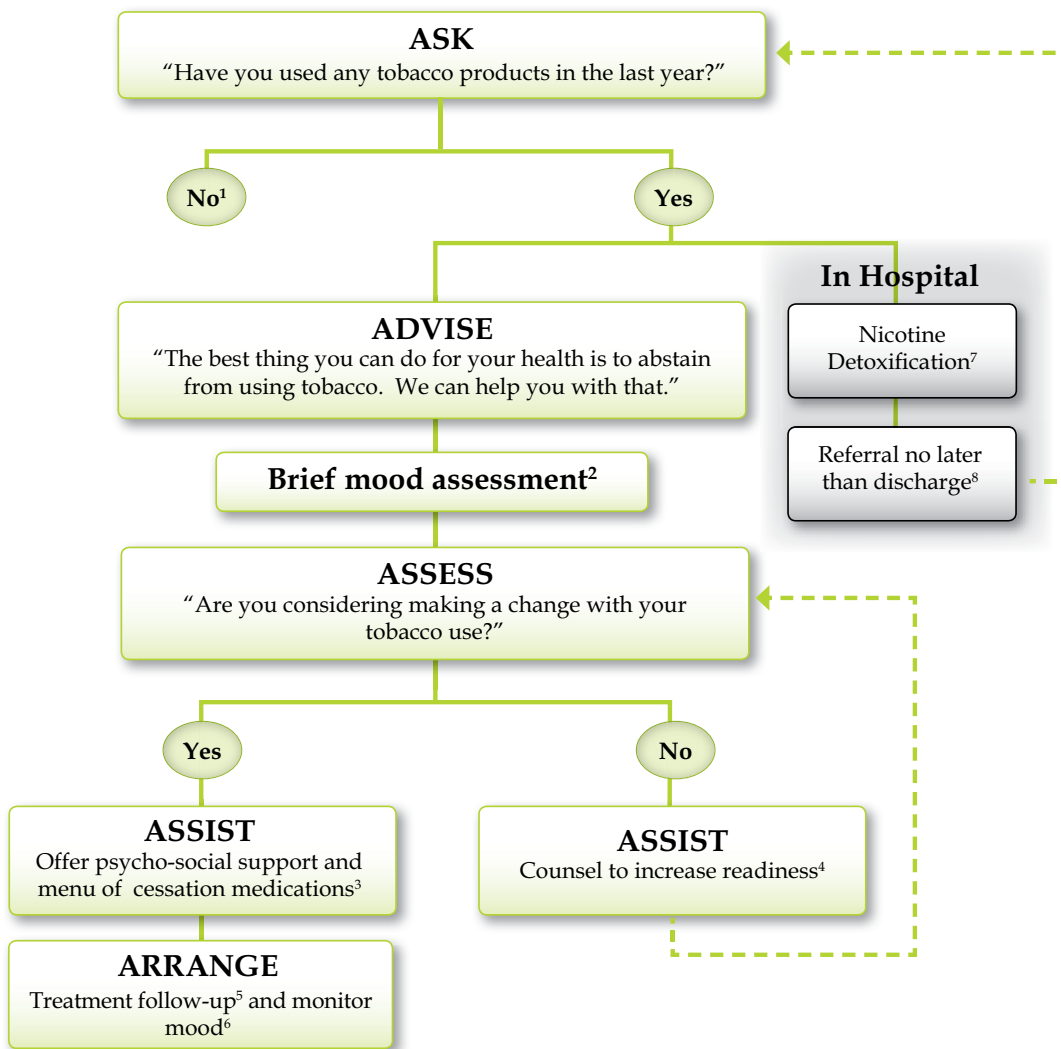 ASK
“Have you used any tobacco products in the last year?”
No¹
Yes
In Hospital
Nicotine
Detoxification⁷
Referral no later
than discharge⁸
ADVISE
“The best thing you can do for your health is to abstain
from using tobacco.  We can help you with that.”
Brief mood assessment²
ASSESS
“Are you considering making a change with your
tobacco use?”
Yes
No
ASSIST
Offer psycho-social support and
menu of  cessation medications³
ASSIST
Counsel to increase readiness⁴
ARRANGE
Treatment follow-up⁵ and monitor
mood⁶